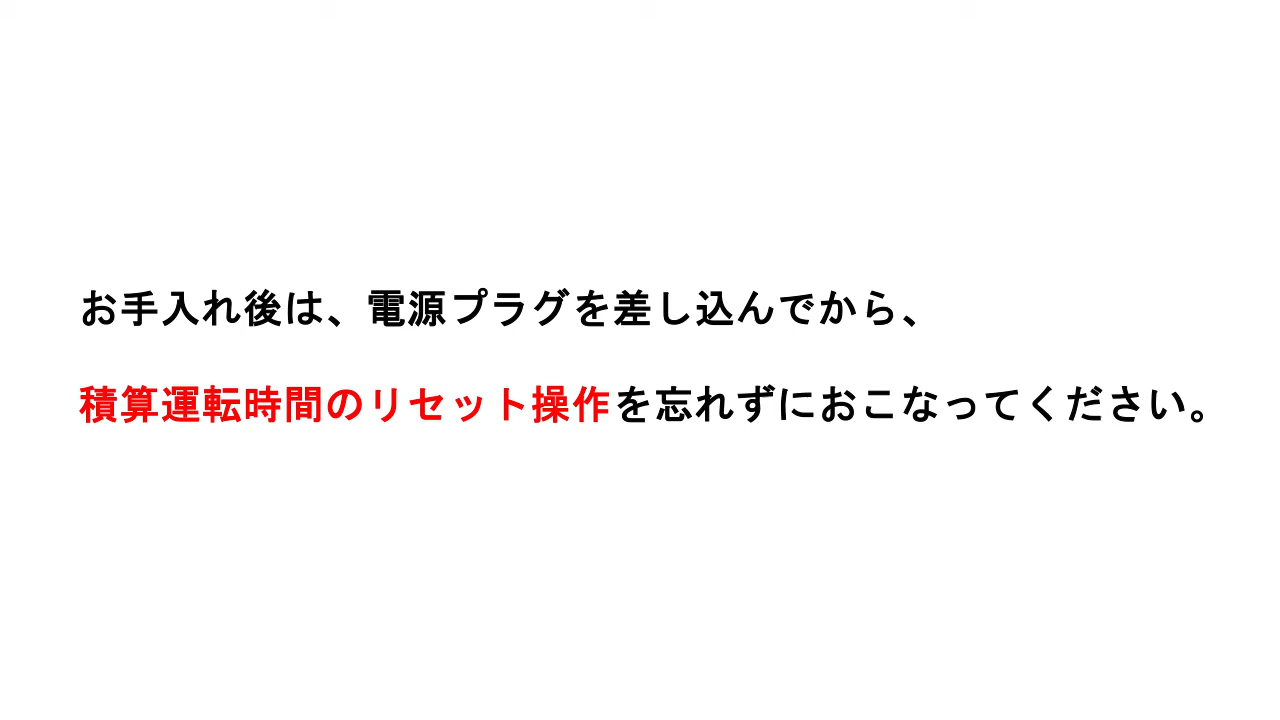 お手入れ後は、電源プラグを差し込んでから、
積算運転時間のリセット操作を忘れずにおこなってください。